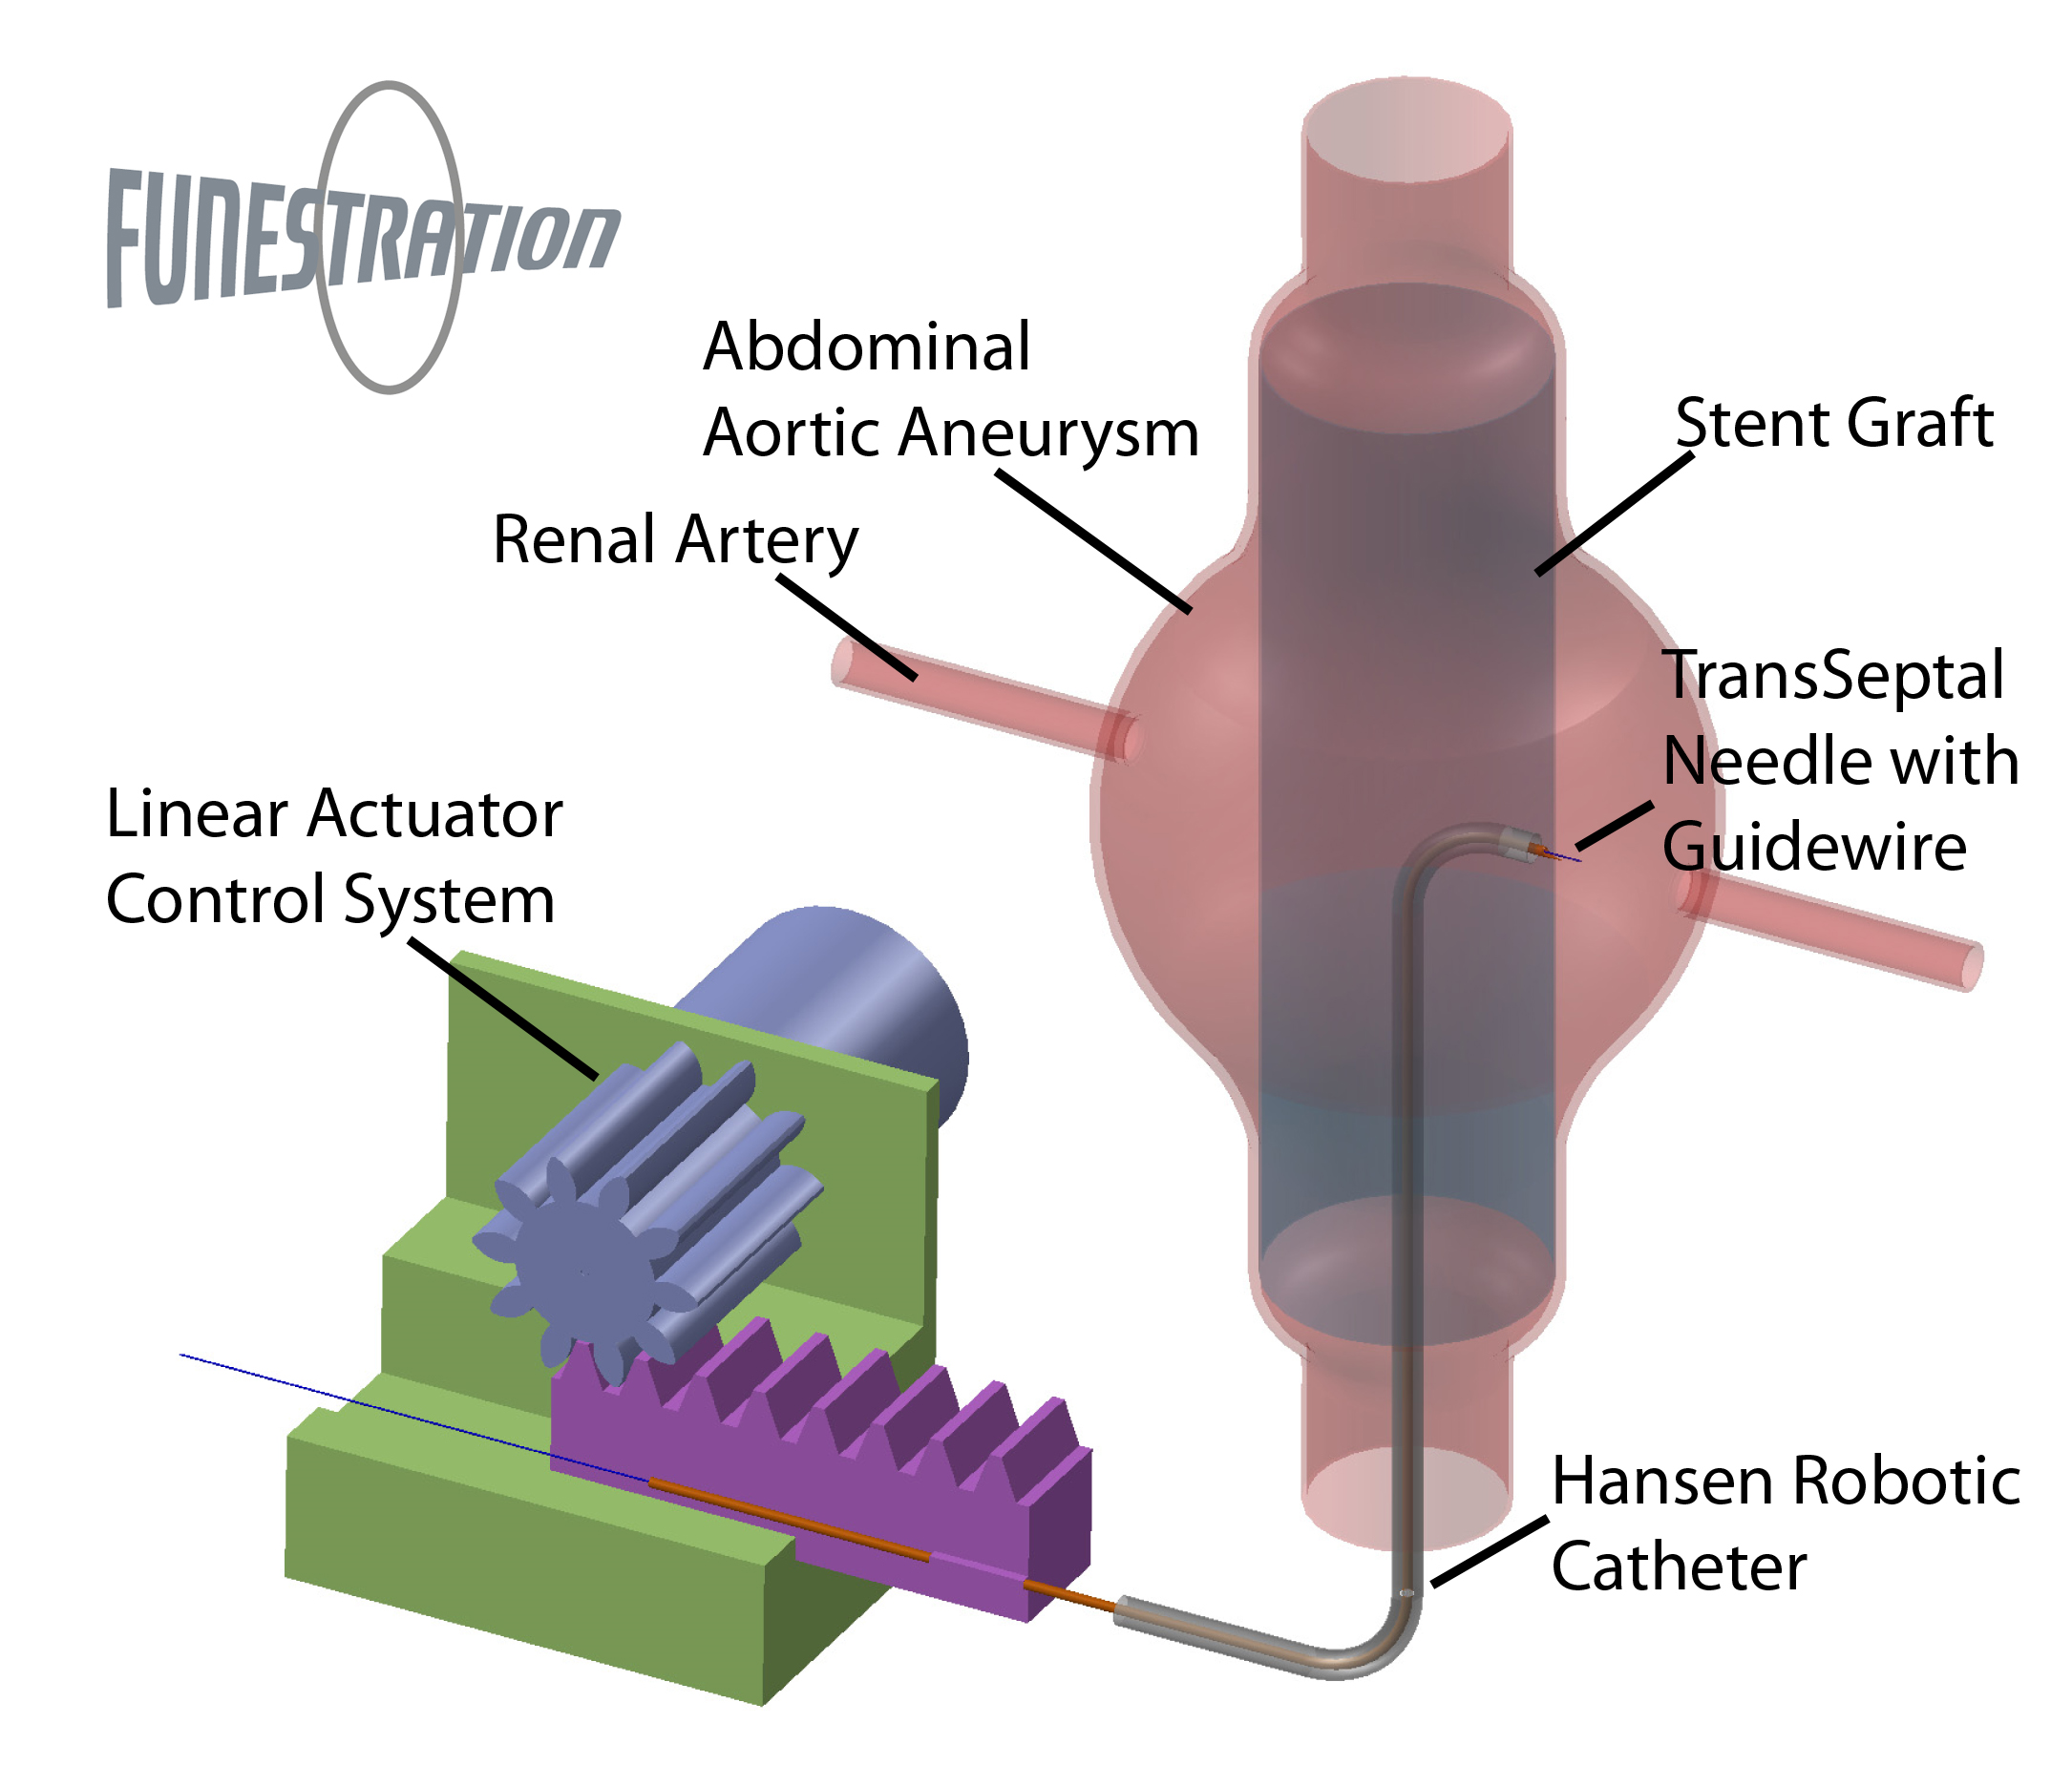 FUNESTRATION
Abdominal
Aortic Aneurysm
Stent Graft
Renal Artery
TransSeptal
Needle with
Guidewire
Linear Actuator
Control System
Hansen Robotic
Catheter